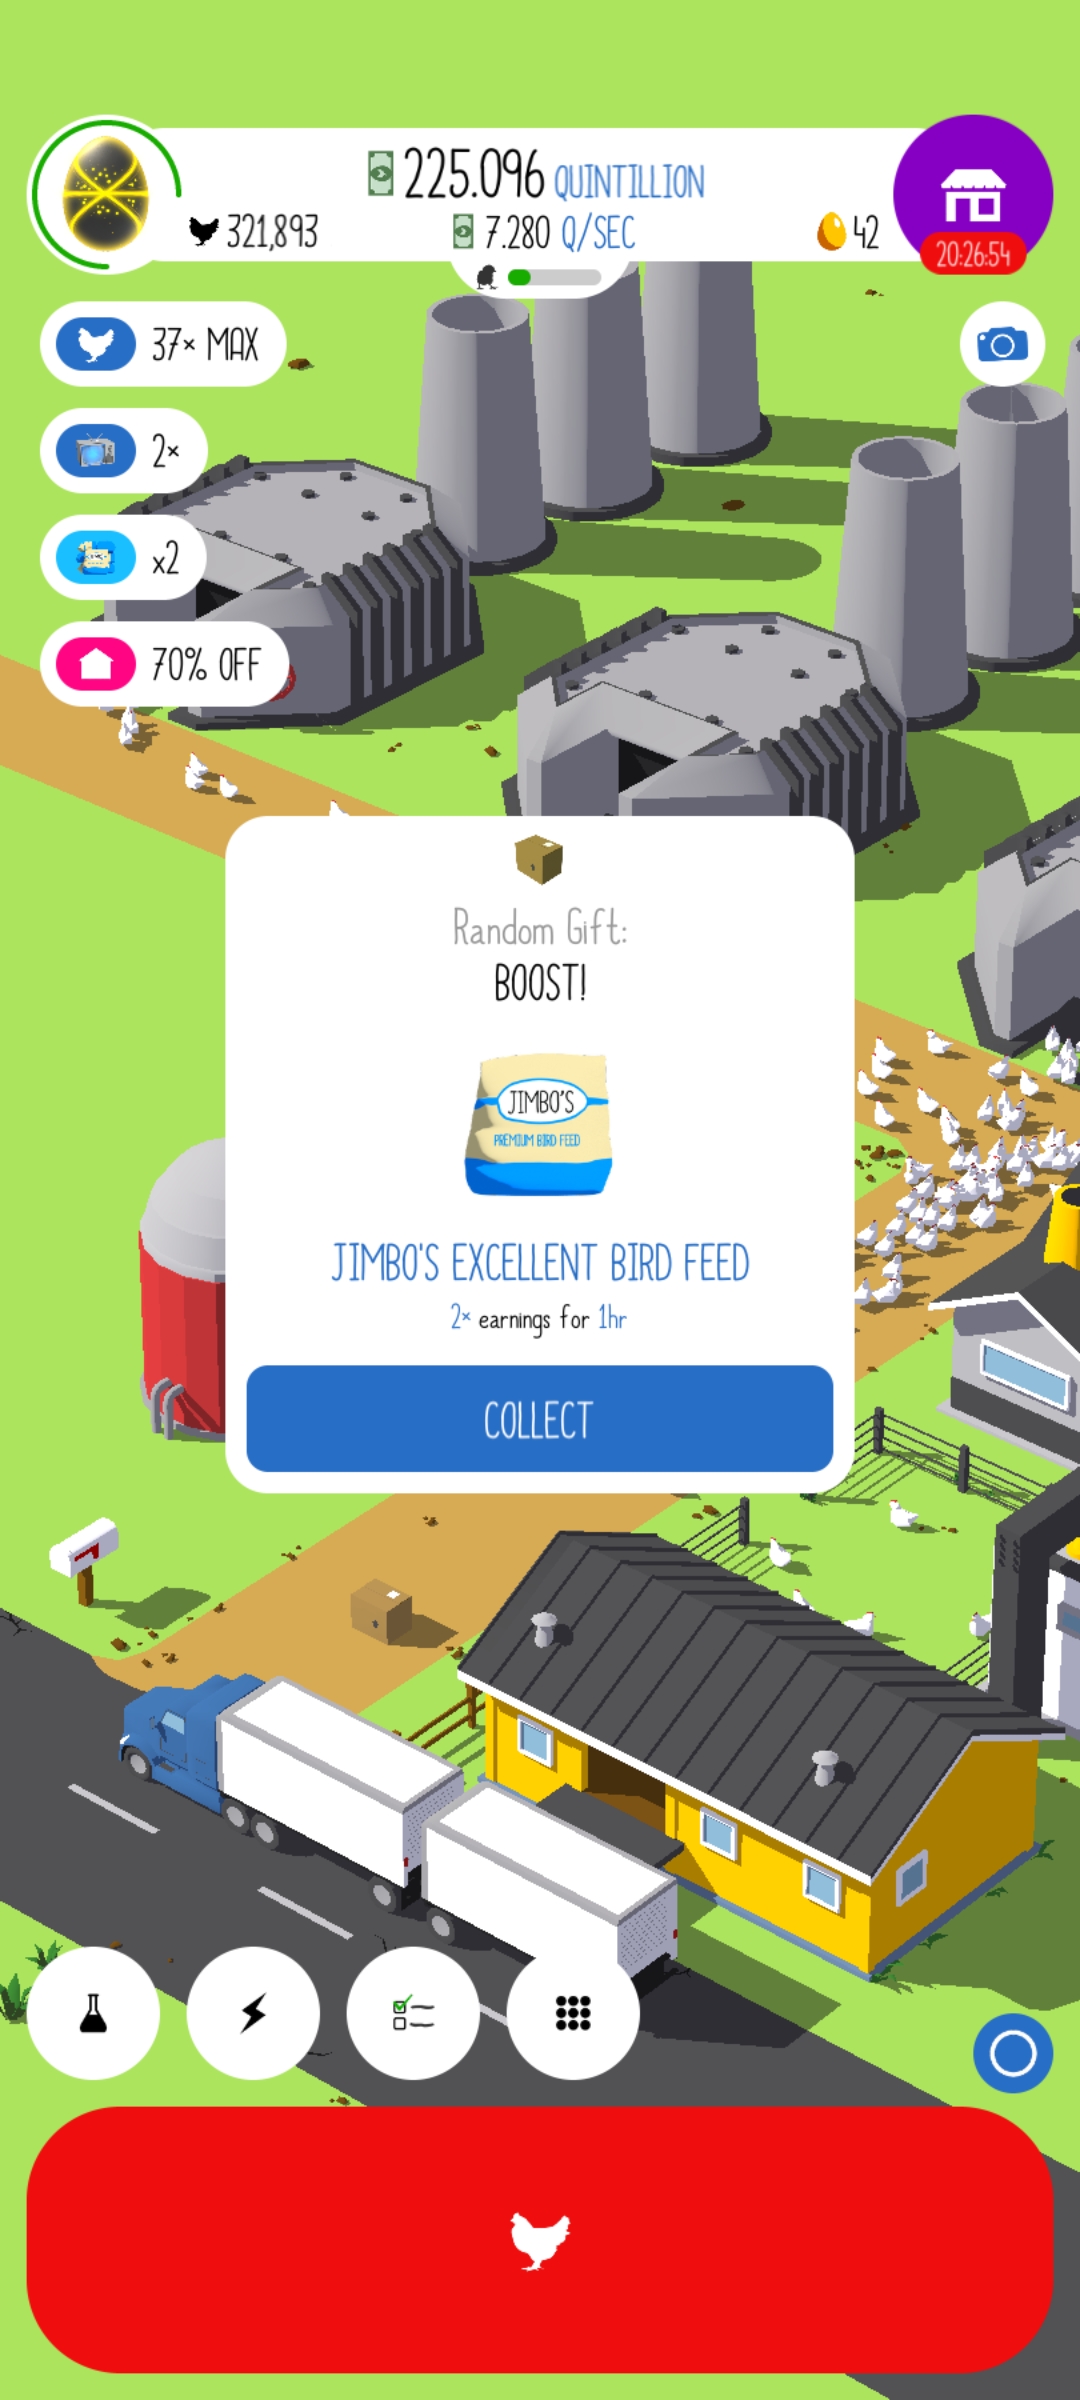 225.096 QUINTILLION
321,893
7.280 Q/SEC
42
20:26:54
37× MAX
2×
x2
70% OFF
Random Gift:
BOOST!
JIMBO'S
PREMIUM BIRD FEED
JIMBO'S EXCELLENT BIRD FEED
2× earnings for 1hr
COLLECT